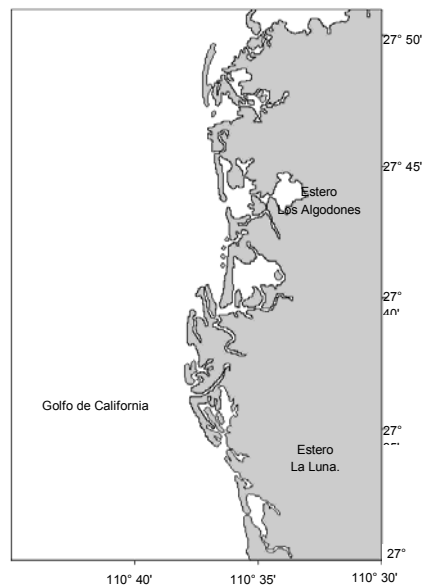 27° 50'
27° 45'
Estero
Los Algodones
27°
40'
Golfo de California
27°
Estero
La Luna.
27°
110° 40'
110° 35'
110° 30'